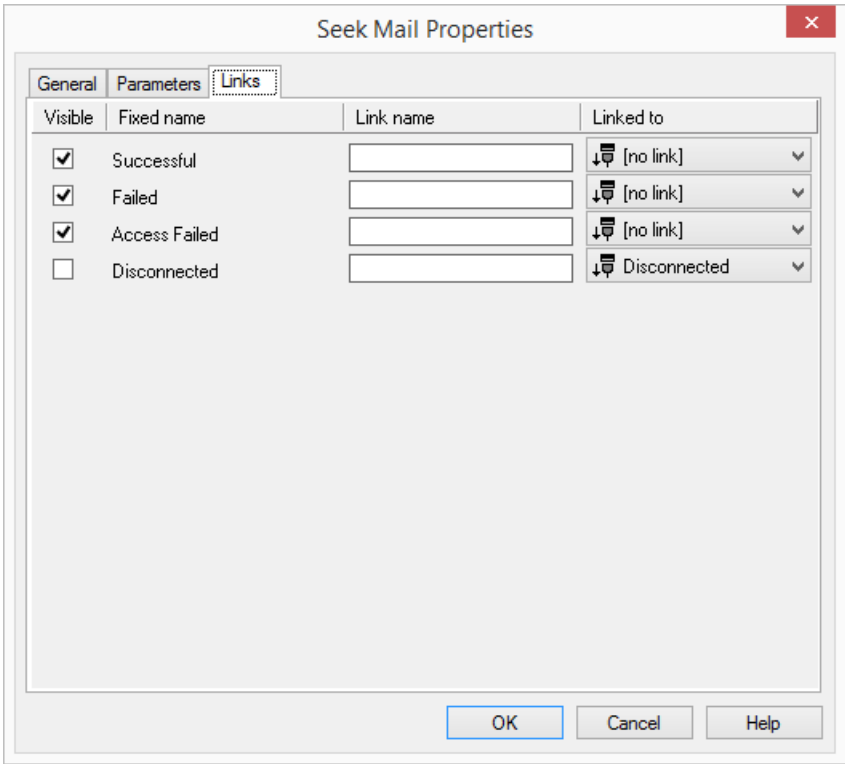 Seek Mail Properties
General Parameters Links
Visible Fixed name Link name Linked to
Successful [no link]
Failed [no link]
Access Failed [no link]
Disconnected Disconnected
OK Cancel Help